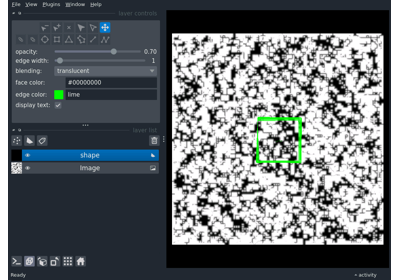 File View Plugins Window Help
layer controls
opacity: 0.70
edge width: 1
blending: translucent
face color: #00000000
edge color: lime
display text:
layer list
shape
Image
Ready
activity